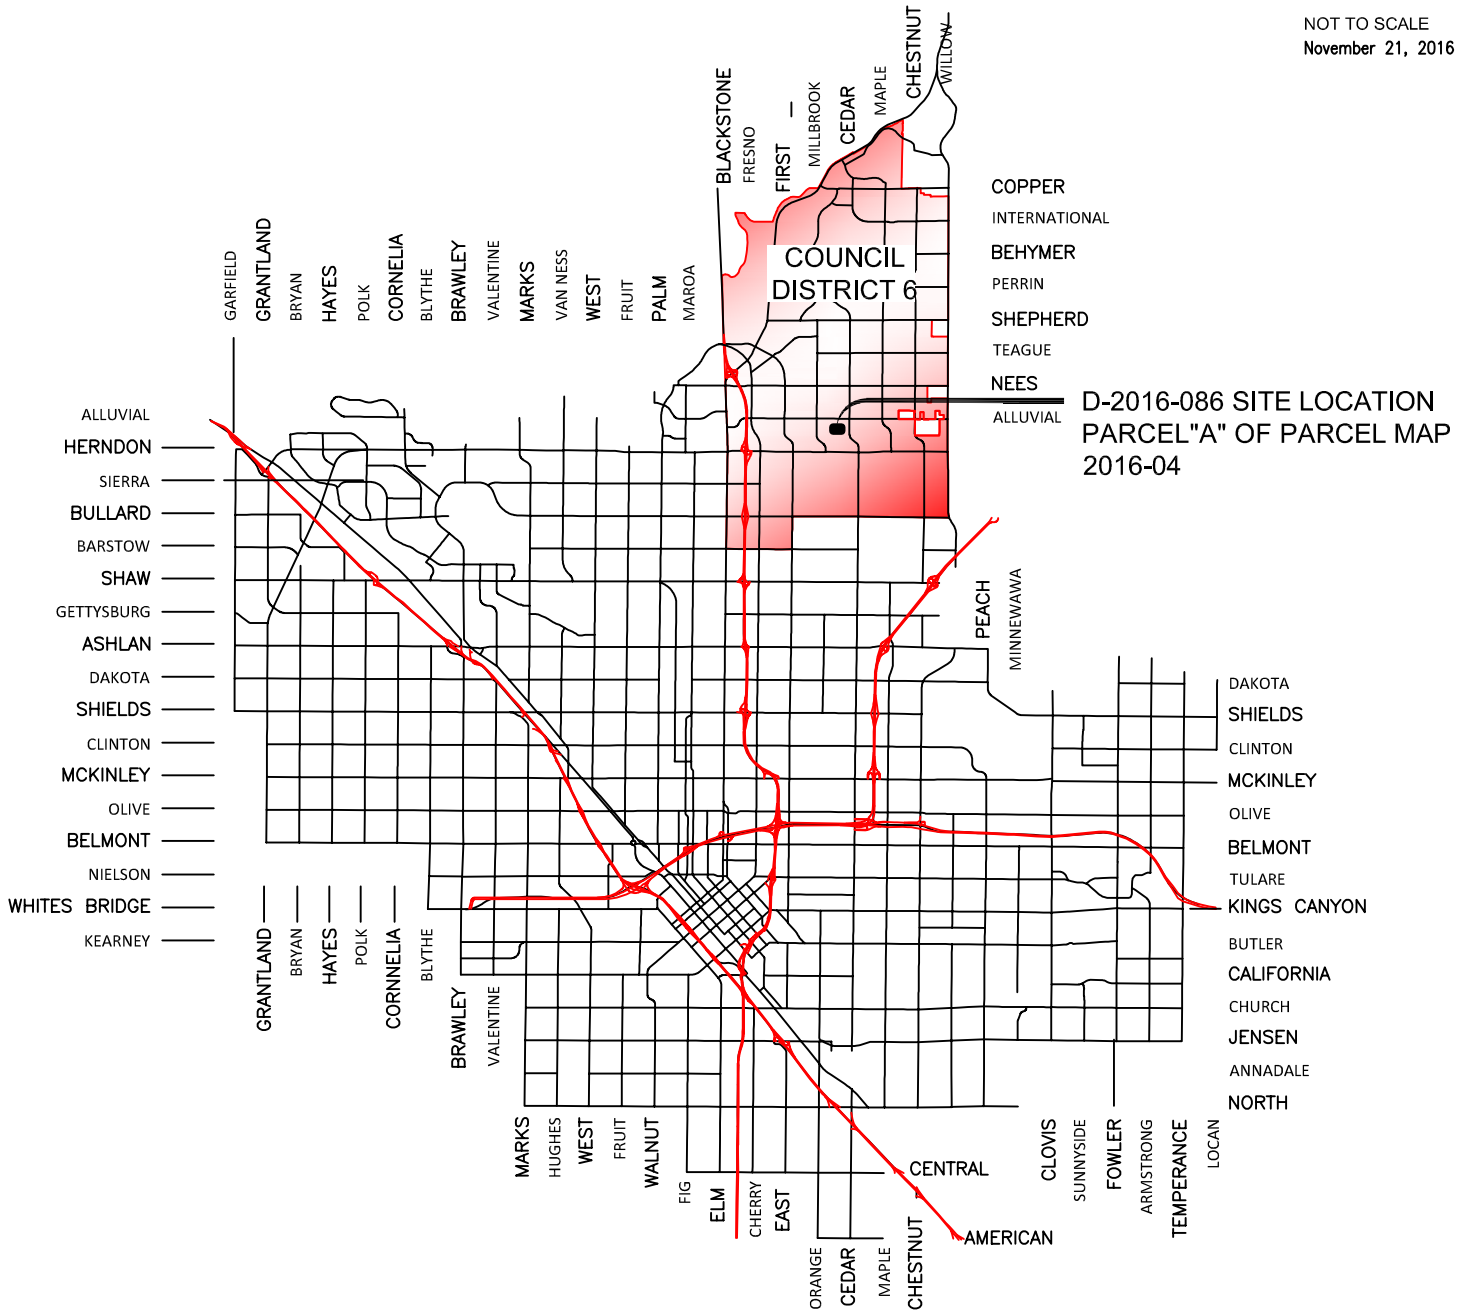 NOT TO SCALE
November 21, 2016
BLACKSTONE
FRESNO
FIRST
MILLBROOK
CEDAR
MAPLE
CHESTNUT
WILLOW
GARFIELD
GRANTLAND
BRYAN
HAYES
POLK
CORNELIA
BLYTHE
BRAWLEY
VALENTINE
MARKS
VAN NESS
WEST
FRUIT
PALM
MAROA
COUNCIL
DISTRICT 6
COPPER
INTERNATIONAL
BEHYMER
PERRIN
SHEPHERD
TEAGUE
NEES
ALLUVIAL
D-2016-086 SITE LOCATION
PARCEL"A" OF PARCEL MAP
2016-04
ALLUVIAL
HERNDON
SIERRA
BULLARD
BARSTOW
SHAW
GETTYSBURG
ASHLAN
DAKOTA
SHIELDS
CLINTON
MCKINLEY
OLIVE
BELMONT
NIELSON
WHITES BRIDGE
KEARNEY
PEACH
MINNEWAWA
DAKOTA
SHIELDS
CLINTON
MCKINLEY
OLIVE
BELMONT
TULARE
KINGS CANYON
BUTLER
CALIFORNIA
CHURCH
JENSEN
ANNADALE
NORTH
GRANTLAND
BRYAN
HAYES
POLK
CORNELIA
BLYTHE
BRAWLEY
VALENTINE
MARKS
HUGHES
WEST
FRUIT
WALNUT
FIG
ELM
CHERRY
EAST
ORANGE
CEDAR
MAPLE
CHESTNUT
CENTRAL
AMERICAN
CLOVIS
SUNNYSIDE
FOWLER
ARMSTRONG
TEMPERANCE
LOCAN